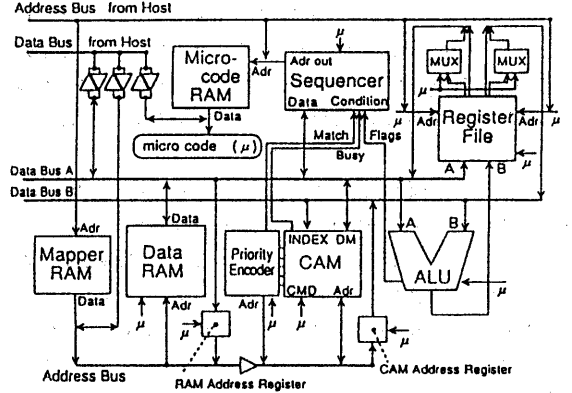 Address Bus from Host
Data Bus from Host
Micro-
code
RAM
Adr
Data
micro code (μ)
μ
Adr out
Sequencer
Data Condition
Match
Flags
Busy
MUX
MUX
μ
μ
μ
Adr
Adr
Register
File
μ
A
B
Data Bus A
Data Bus B
Adr
Mapper
RAM
Data
Data
Data
RAM
Adr
μ
Priority
Encoder
Adr
μ
INDEX DM
CAM
CMD Adr
μ
A
B
ALU
μ
μ
μ
Address Bus
RAM Address Register
CAM Address Register